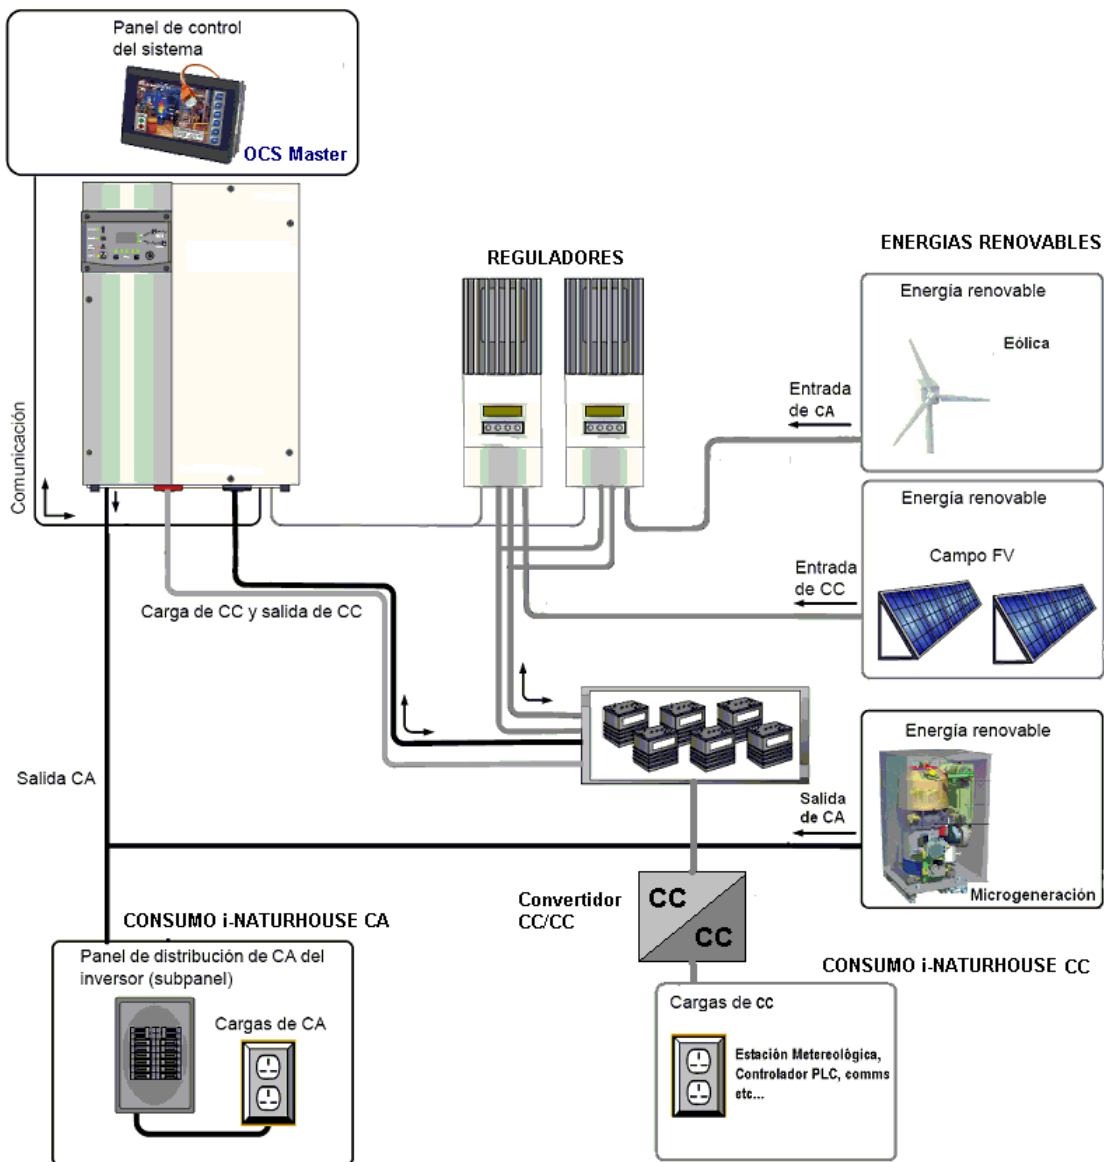 Panel de control
del sistema
OCS Master
REGULADORES
ENERGIAS RENOVABLES
Energía renovable
Eólica
Entrada
de CA
Comunicación
Energía renovable
Campo FV
Entrada
de CC
Carga de CC y salida de CC
Energía renovable
Salida
de CA
Microgeneración
Salida CA
Convertidor
CC/CC
CC
CC
CONSUMO i-NATURHOUSE CA
Panel de distribución de CA del
inversor (subpanel)
Cargas de CA
CONSUMO i-NATURHOUSE CC
Cargas de CC
Estación Metereológica,
Controlador PLC, comms
etc...